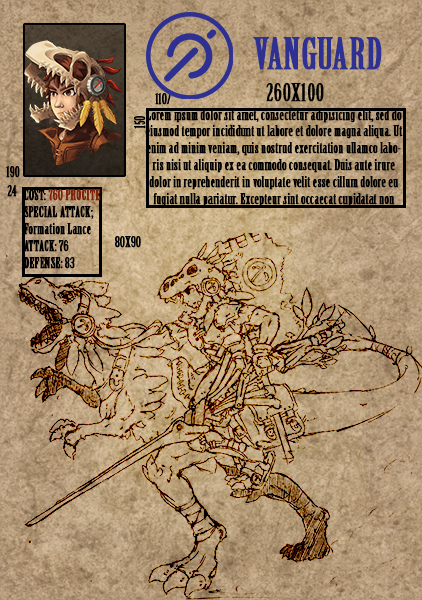 VANGUARD
260X100
110/
150
Lorem ipsum dolor sit amet, consectetur adipisicing elit, sed do
eiusmod tempor incididunt ut labore et dolore magna aliqua. Ut
enim ad minim veniam, quis nostrud exercitation ullamco labo-
ris nisi ut aliquip ex ea commodo consequat. Duis aute irure
dolor in reprehenderit in voluptate velit esse cillum dolore eu
fugiat nulla pariatur. Excepteur sint occaecat cupidatat non
190
24
COST: 760 PROCITE
SPECIAL ATTACK;
Formation Lance
ATTACK: 76
DEFENSE: 83
80X90